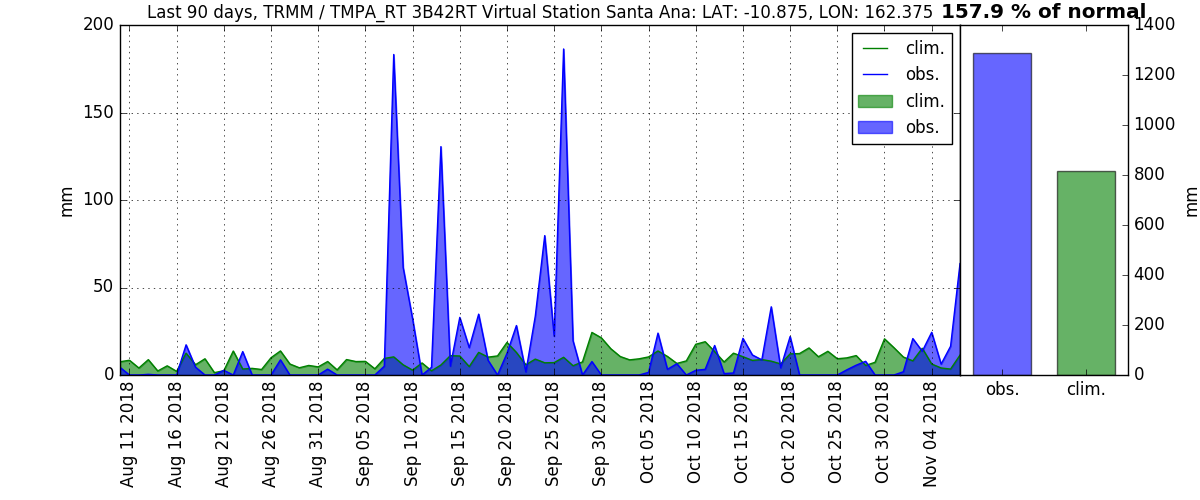 Last 90 days, TRMM / TMPA_RT 3B42RT Virtual Station Santa Ana: LAT: -10.875, LON: 162.375 157.9 % of normal
200
150
100
50
0
mm
clim.
obs.
clim.
obs.
1400
1200
1000
800
600
400
200
0
mm
obs.
clim.
Aug 11 2018
Aug 16 2018
Aug 21 2018
Aug 26 2018
Aug 31 2018
Sep 05 2018
Sep 10 2018
Sep 15 2018
Sep 20 2018
Sep 25 2018
Sep 30 2018
Oct 05 2018
Oct 10 2018
Oct 15 2018
Oct 20 2018
Oct 25 2018
Oct 30 2018
Nov 04 2018